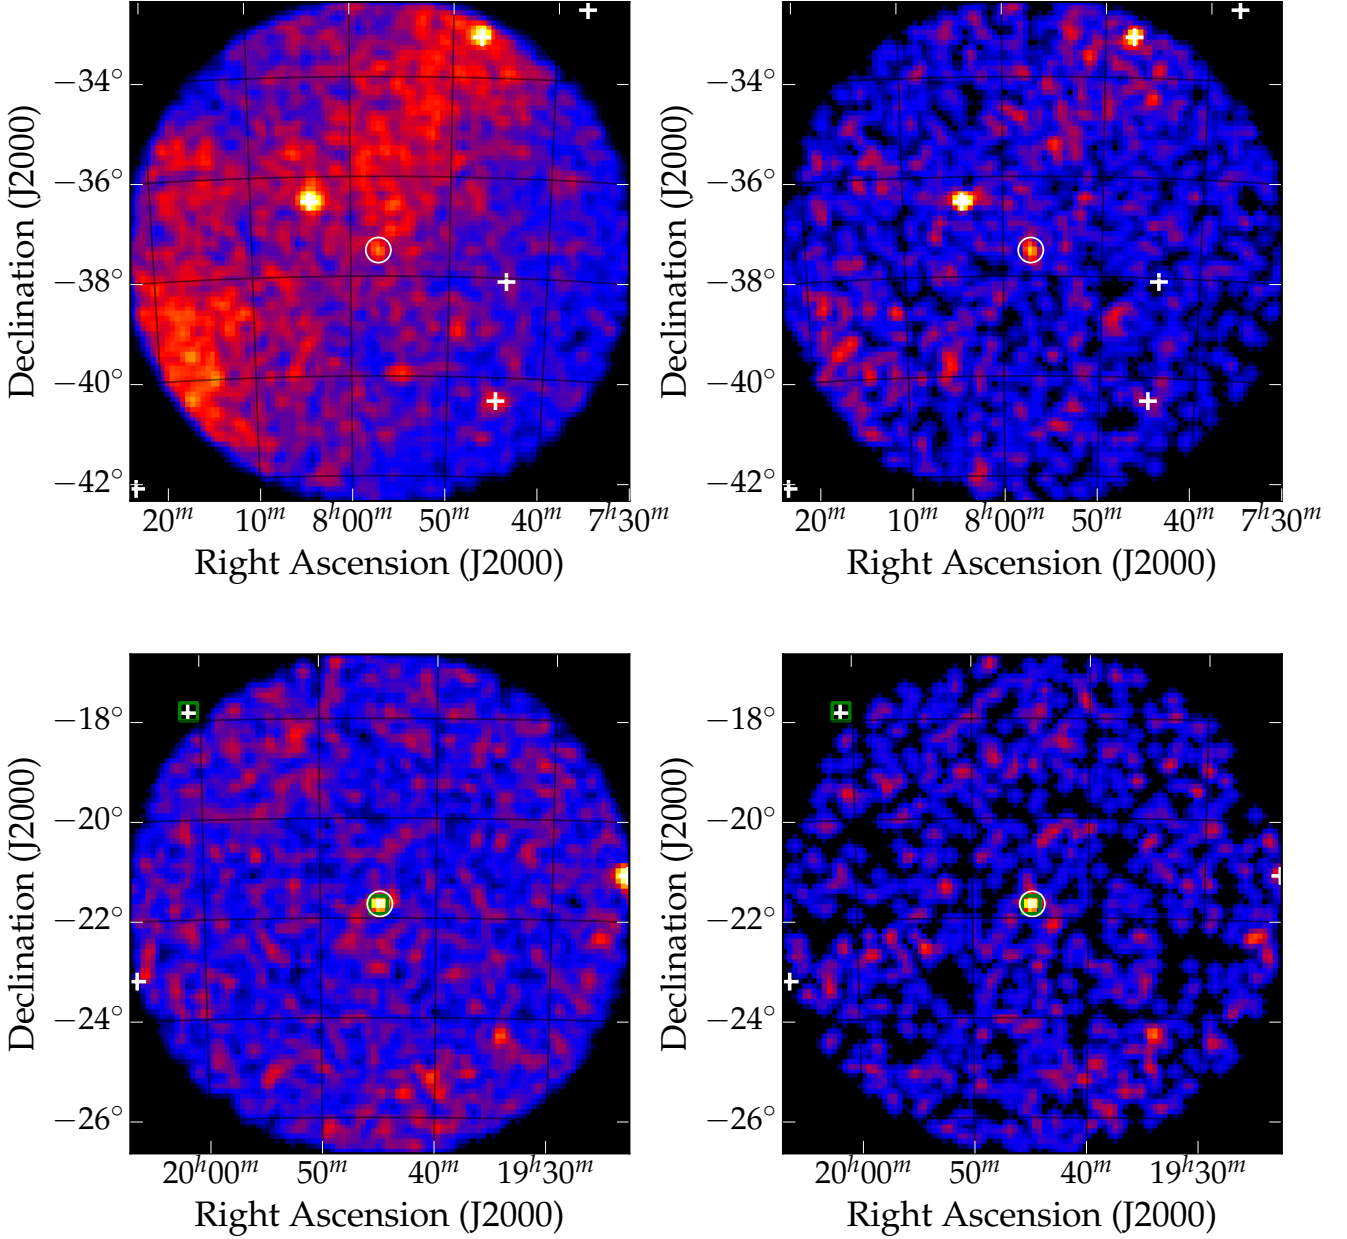 −34° −34°
−36° −36°
−38° −38°
−40° −40°
−42° −42°
Declination (J2000) Declination (J2000)
20ᵐ 10ᵐ 8ʰ00ᵐ 50ᵐ 40ᵐ 7ʰ30ᵐ 20ᵐ 10ᵐ 8ʰ00ᵐ 50ᵐ 40ᵐ 7ʰ30ᵐ
Right Ascension (J2000) Right Ascension (J2000)
−18° −18°
−20° −20°
−22° −22°
−24° −24°
−26° −26°
Declination (J2000) Declination (J2000)
20ʰ00ᵐ 50ᵐ 40ᵐ 19ʰ30ᵐ 20ʰ00ᵐ 50ᵐ 40ᵐ 19ʰ30ᵐ
Right Ascension (J2000) Right Ascension (J2000)